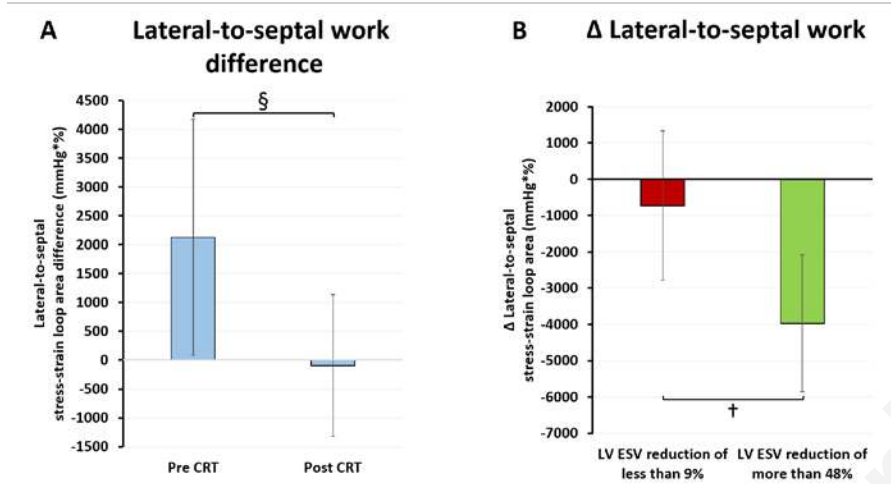 A
Lateral-to-septal work
difference
4500
4000
3500
3000
2500
2000
1500
1000
500
0
-500
-1000
-1500
Lateral-to-septal
stress-strain loop area difference (mmHg*%)
§
Pre CRT
Post CRT
B
Δ Lateral-to-septal work
2000
1000
0
-1000
-2000
-3000
-4000
-5000
-6000
-7000
Δ Lateral-to-septal
stress-strain loop area (mmHg*%)
†
LV ESV reduction of
less than 9%
LV ESV reduction of
more than 48%